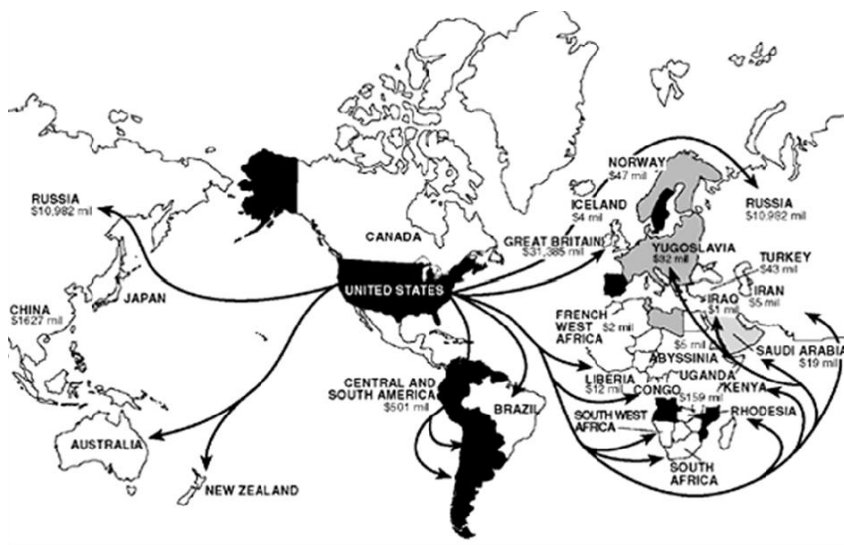 NORWAY
$47 mil
RUSSIA
$10,982 mil
ICELAND
$4 mil
RUSSIA
$10,982 mil
CANADA
GREAT BRITAIN
$31,385 mil
YUGOSLAVIA
$32 mil
TURKEY
$43 mil
UNITED STATES
JAPAN
IRAN
$5 mil
CHINA
$1627 mil
IRAQ
$1 mil
FRENCH
WEST
AFRICA
$2 mil
$5 mil
ABYSSINIA
SAUDI ARABIA
$19 mil
CENTRAL AND
SOUTH AMERICA
$501 mil
LIBERIA
$12 mil
UGANDA
CONGO
KENYA
$159 mil
BRAZIL
RHODESIA
SOUTH WEST
AFRICA
AUSTRALIA
SOUTH
AFRICA
NEW ZEALAND